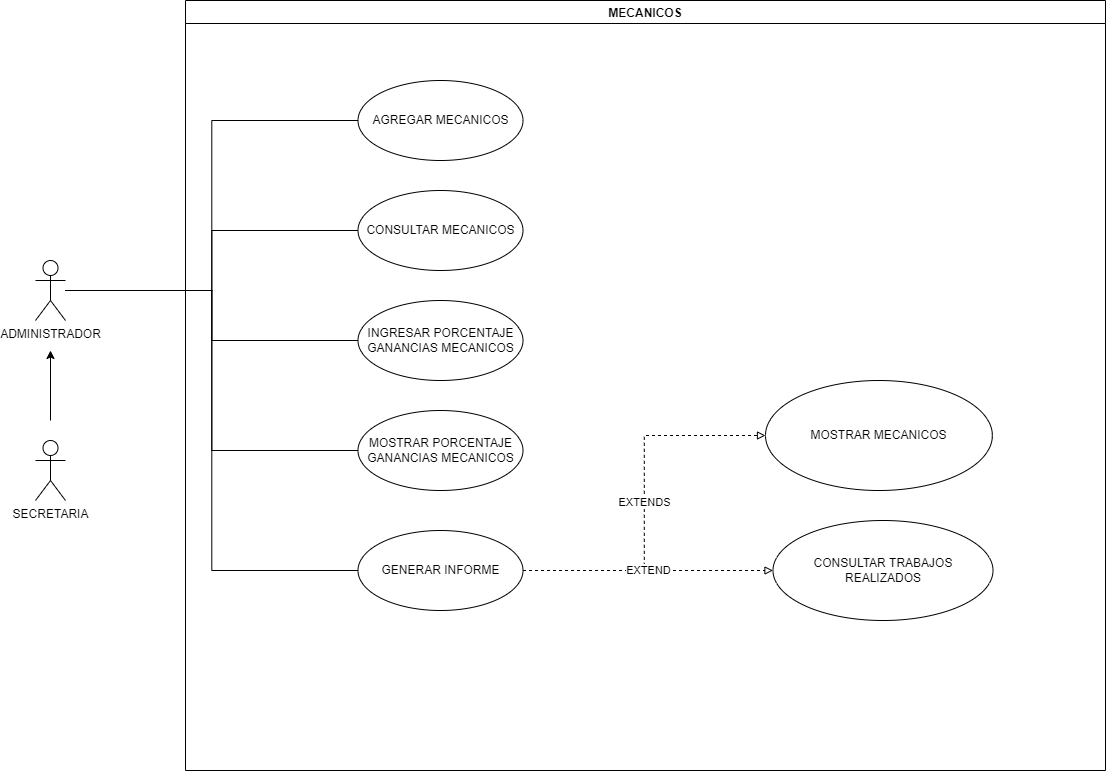 MECANICOS
AGREGAR MECANICOS
CONSULTAR MECANICOS
ADMINISTRADOR
INGRESAR PORCENTAJE
GANANCIAS MECANICOS
MOSTRAR PORCENTAJE
GANANCIAS MECANICOS
MOSTRAR MECANICOS
SECRETARIA
EXTENDS
GENERAR INFORME
EXTEND
CONSULTAR TRABAJOS
REALIZADOS